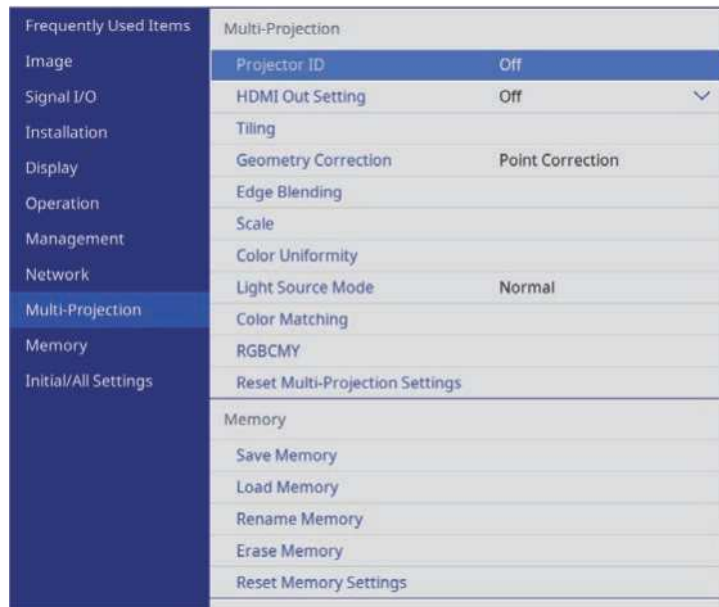 Frequently Used Items
Image
Signal I/O
Installation
Display
Operation
Management
Network
Multi-Projection
Memory
Initial/All Settings
Multi-Projection
Projector ID Off
HDMI Out Setting Off
Tiling
Geometry Correction Point Correction
Edge Blending
Scale
Color Uniformity
Light Source Mode Normal
Color Matching
RGBCMY
Reset Multi-Projection Settings
Memory
Save Memory
Load Memory
Rename Memory
Erase Memory
Reset Memory Settings